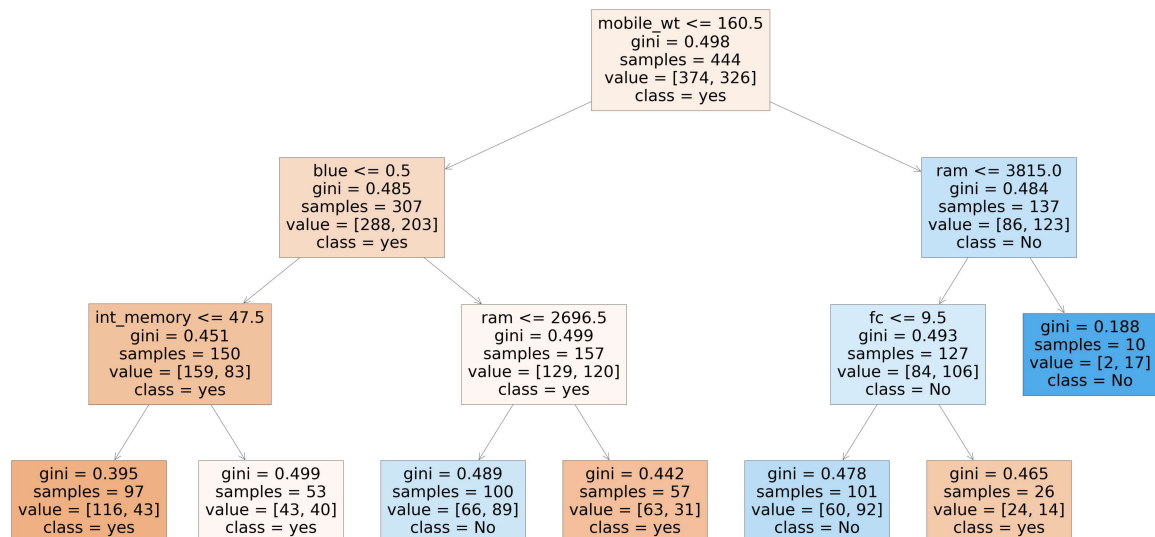 mobile_wt <= 160.5
gini = 0.498
samples = 444
value = [374, 326]
class = yes
blue <= 0.5
gini = 0.485
samples = 307
value = [288, 203]
class = yes
ram <= 3815.0
gini = 0.484
samples = 137
value = [86, 123]
class = No
int_memory <= 47.5
gini = 0.451
samples = 150
value = [159, 83]
class = yes
ram <= 2696.5
gini = 0.499
samples = 157
value = [129, 120]
class = yes
fc <= 9.5
gini = 0.493
samples = 127
value = [84, 106]
class = No
gini = 0.188
samples = 10
value = [2, 17]
class = No
gini = 0.395
samples = 97
value = [116, 43]
class = yes
gini = 0.499
samples = 53
value = [43, 40]
class = yes
gini = 0.489
samples = 100
value = [66, 89]
class = No
gini = 0.442
samples = 57
value = [63, 31]
class = yes
gini = 0.478
samples = 101
value = [60, 92]
class = No
gini = 0.465
samples = 26
value = [24, 14]
class = yes